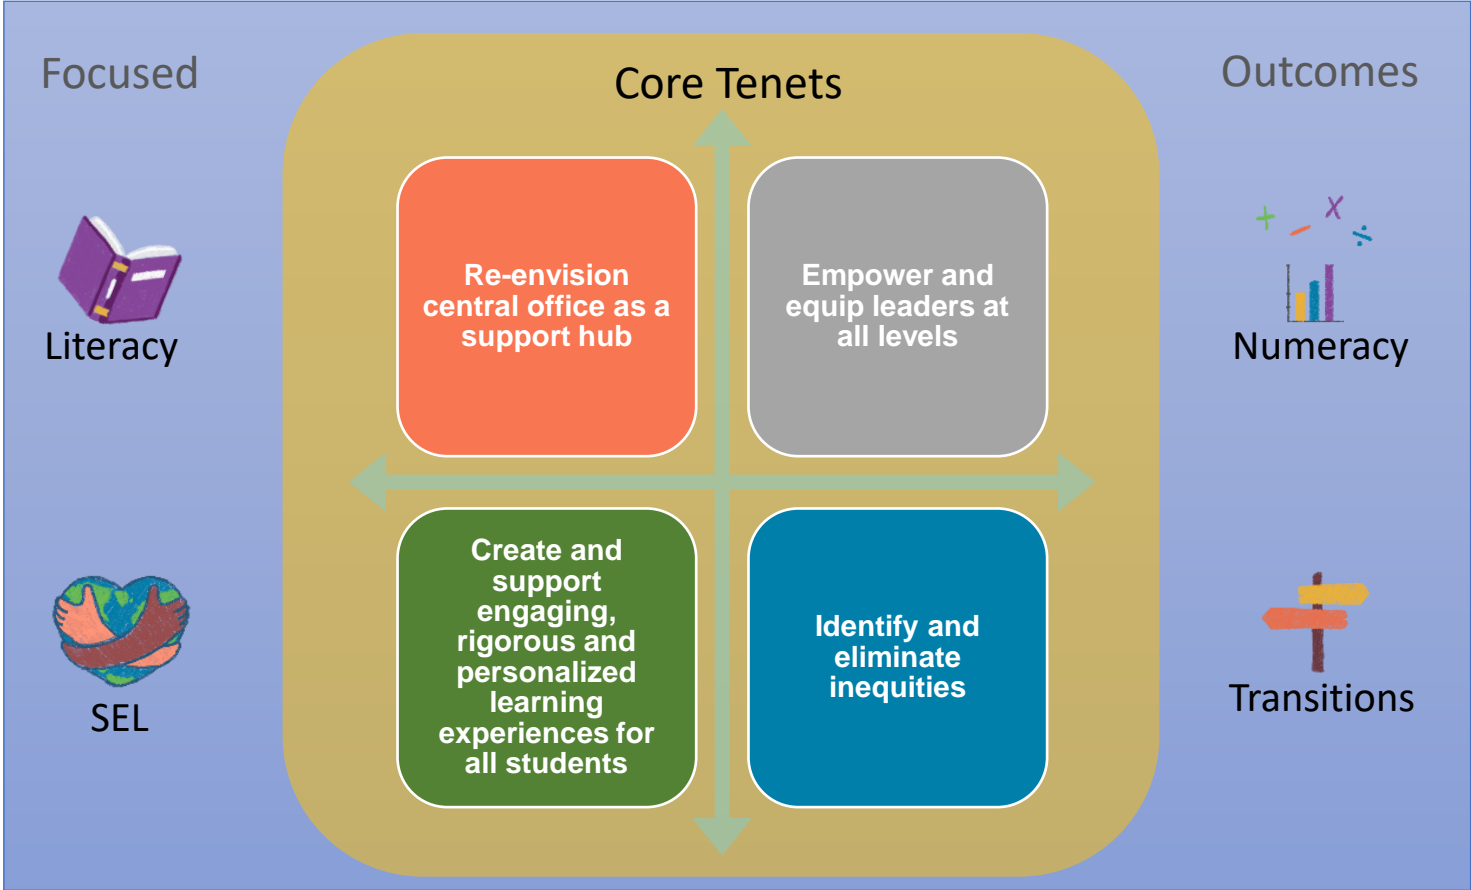 Focused
Core Tenets
Outcomes
Re-envision
central office as a
support hub
Empower and
equip leaders at
all levels
Literacy
+ − x ÷
Numeracy
Create and
support
engaging,
rigorous and
personalized
learning
experiences for
all students
Identify and
eliminate
inequities
SEL
Transitions